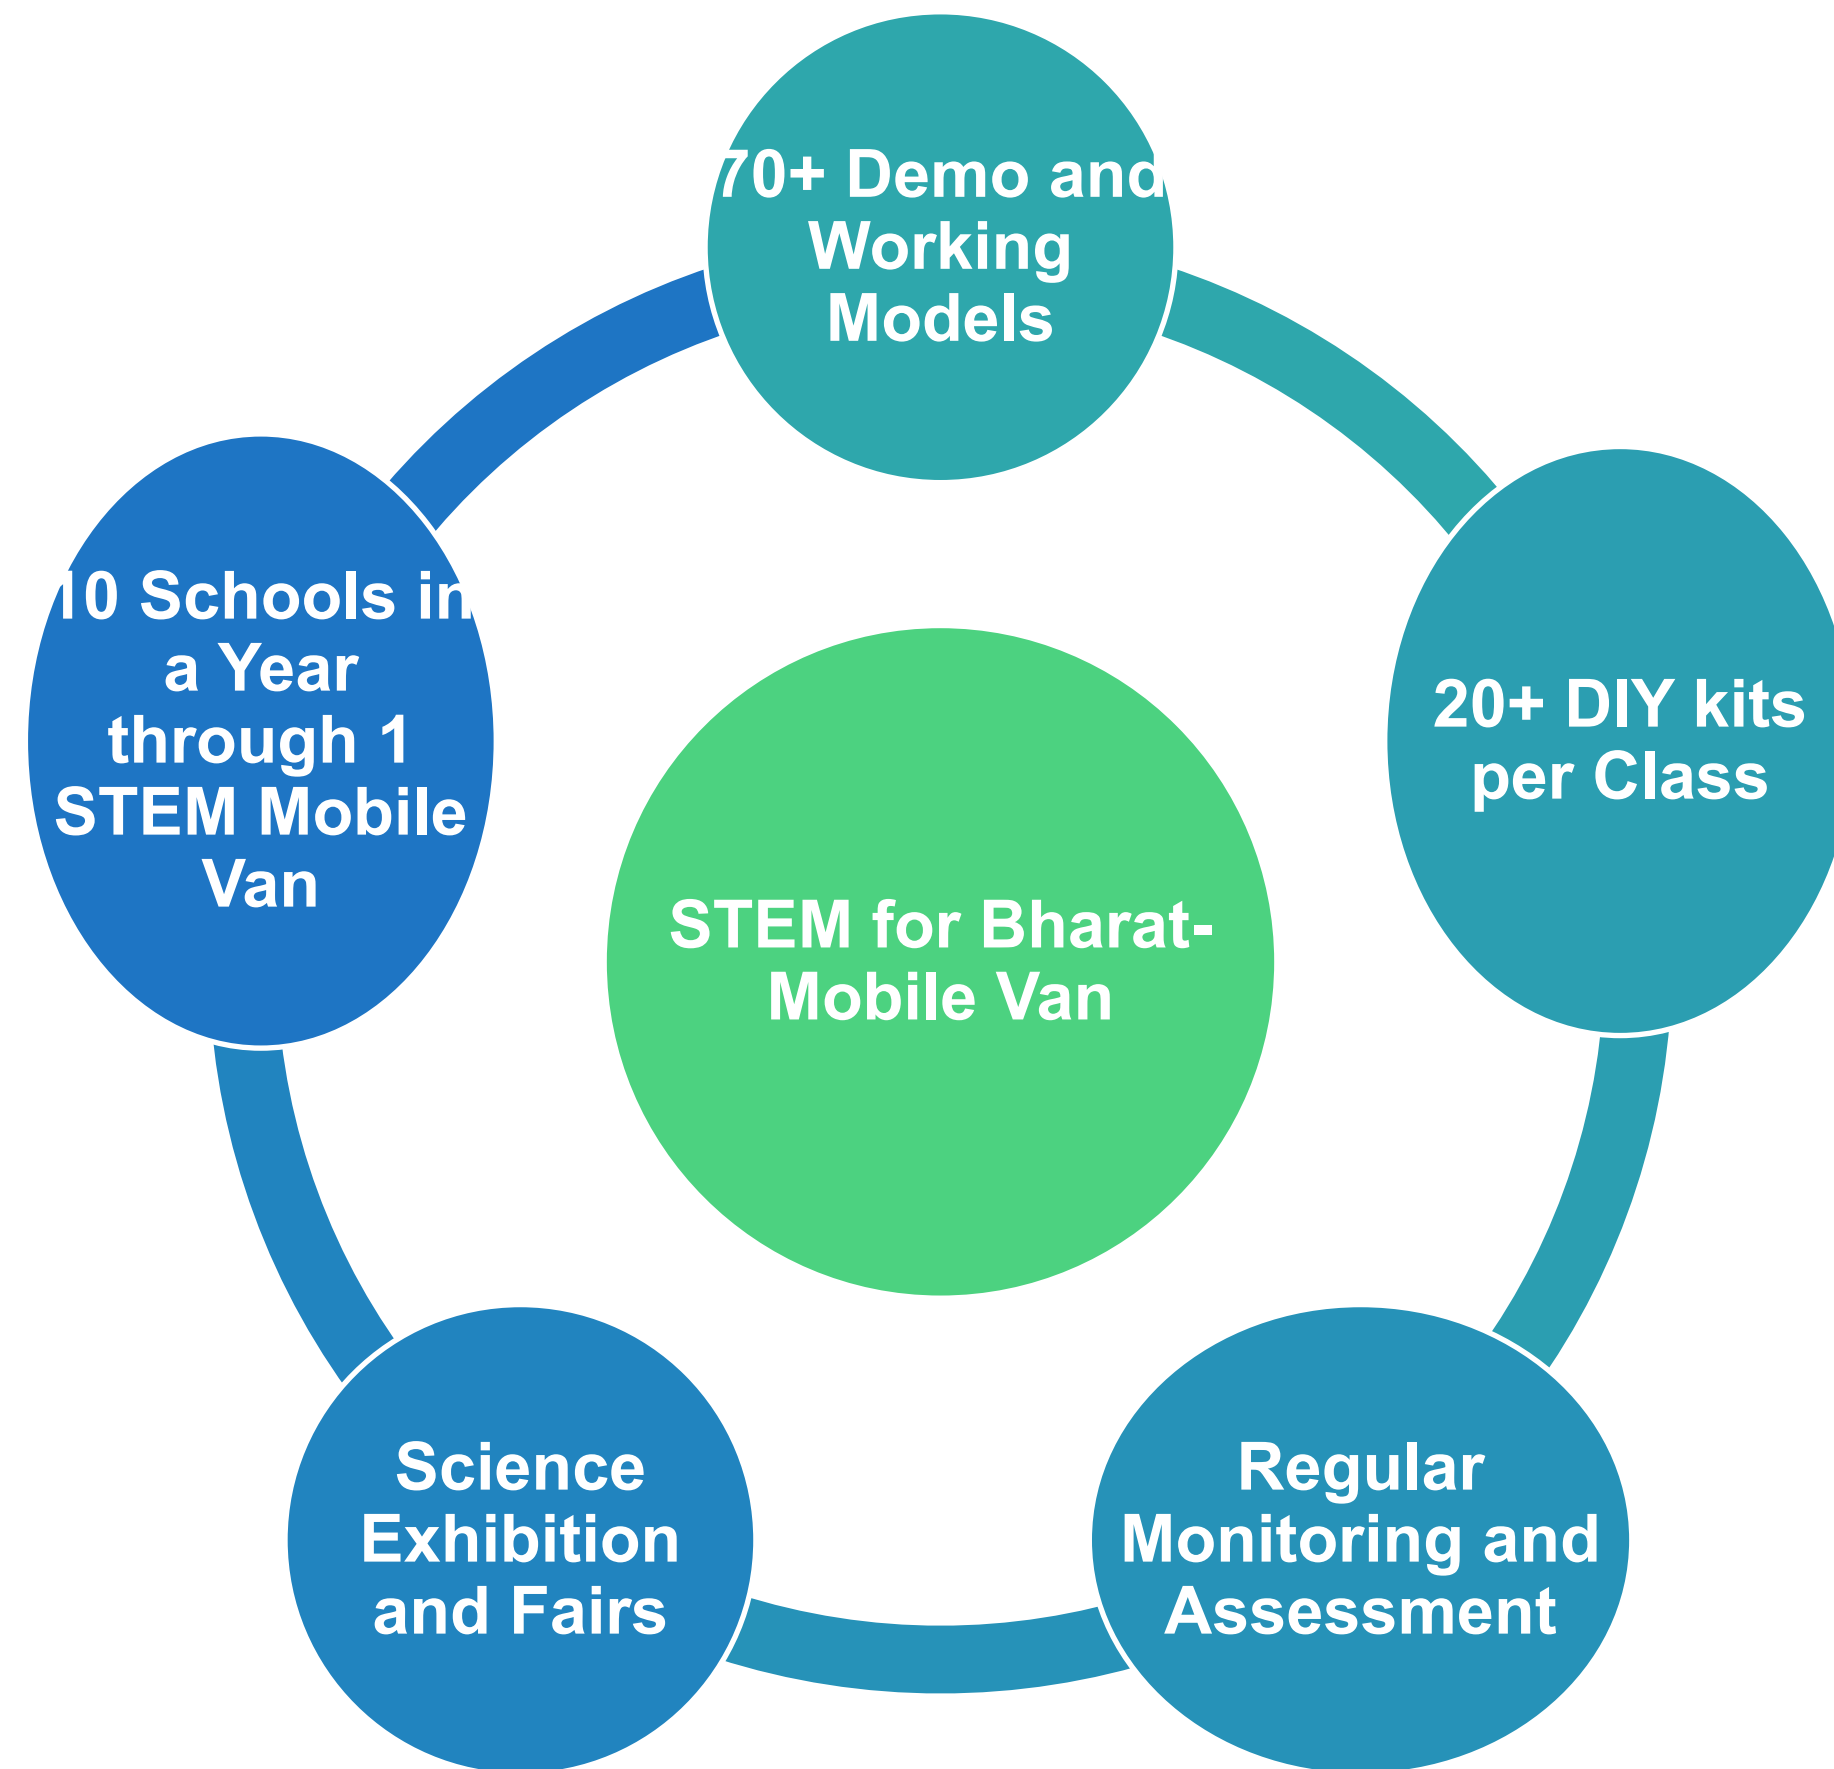 70+ Demo and
Working
Models
20+ DIY kits
per Class
Regular
Monitoring and
Assessment
Science
Exhibition
and Fairs
10 Schools in
a Year
through 1
STEM Mobile
Van
STEM for Bharat-
Mobile Van